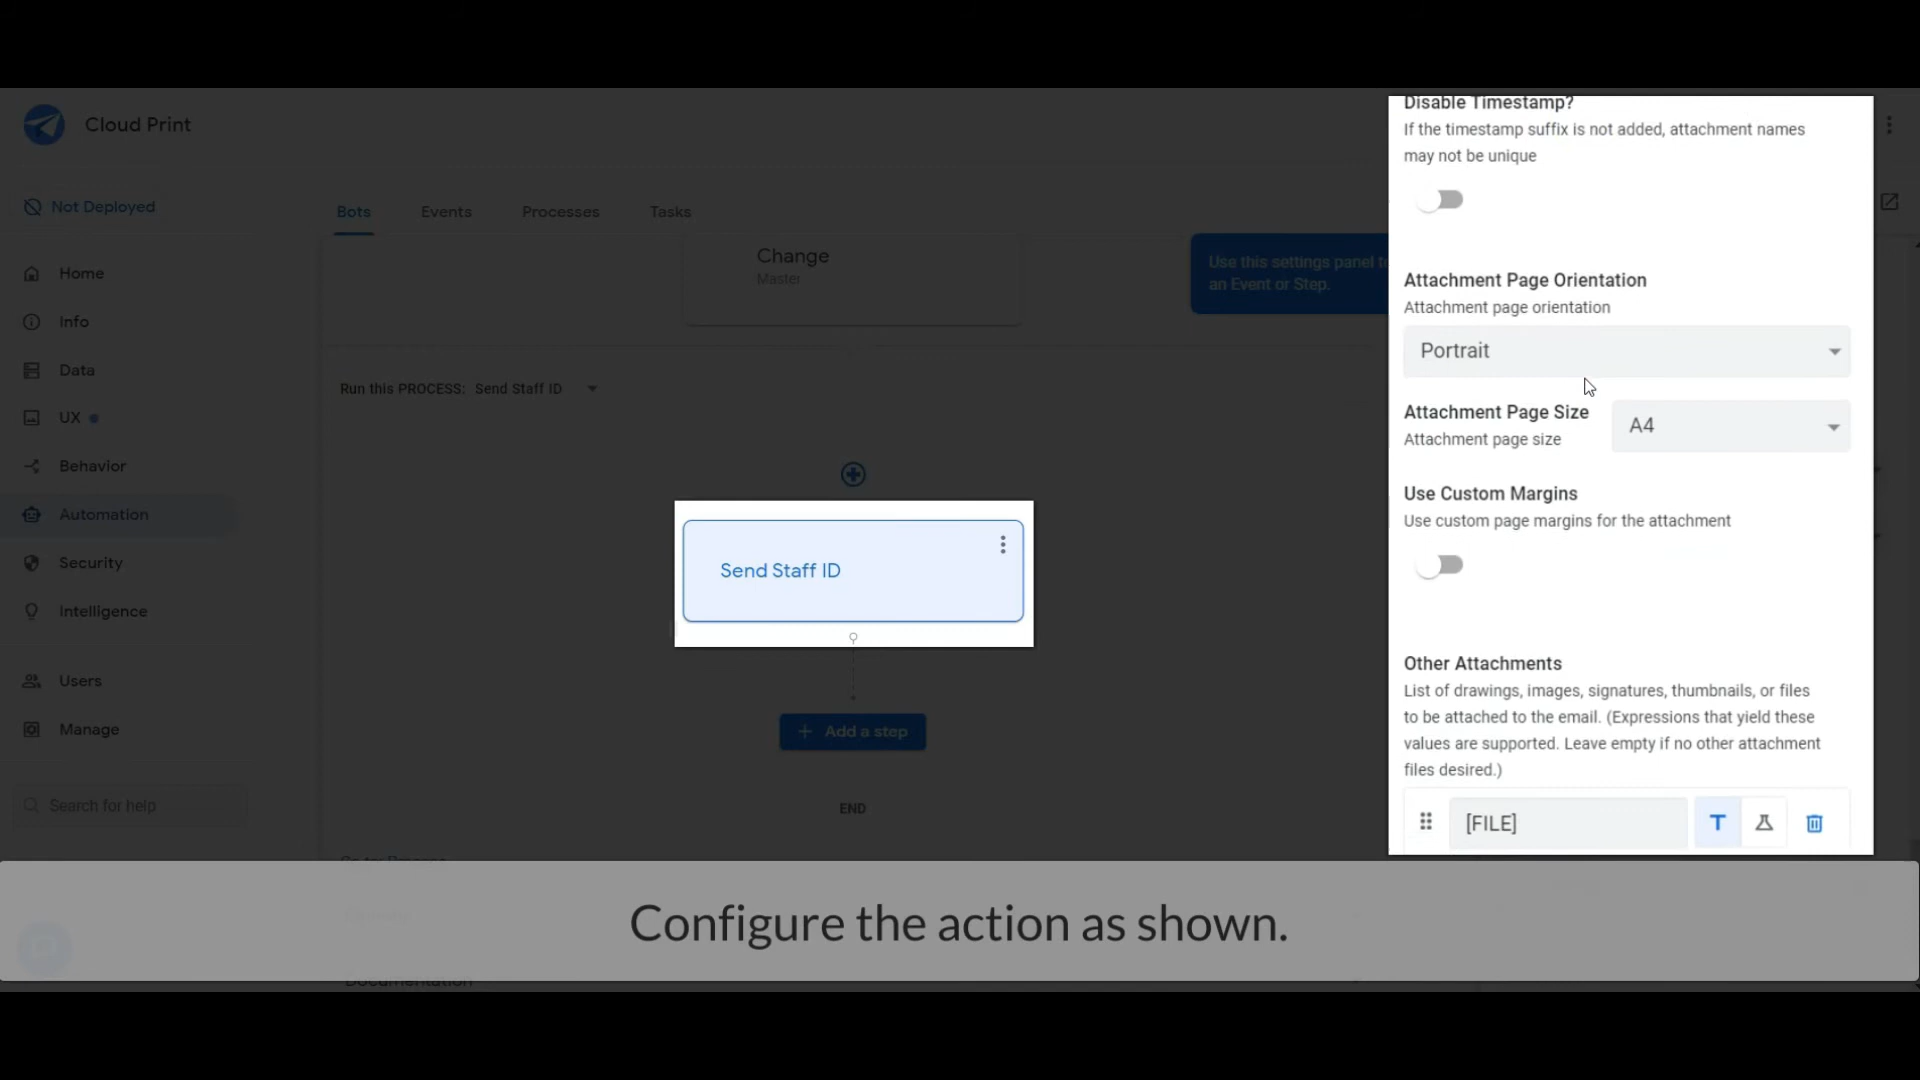 Cloud Print
Not Deployed
Home
Info
Data
UX
Behavior
Automation
Security
Intelligence
Users
Manage
Search for help
Bots Events Processes Tasks
Change
Master
Use this settings panel to
an Event or Step.
Run this PROCESS: Send Staff ID
Send Staff ID
+ Add a step
END
Disable Timestamp?
If the timestamp suffix is not added, attachment names
may not be unique
Attachment Page Orientation
Attachment page orientation
Portrait
Attachment Page Size
Attachment page size
A4
Use Custom Margins
Use custom page margins for the attachment
Other Attachments
List of drawings, images, signatures, thumbnails, or files
to be attached to the email. (Expressions that yield these
values are supported. Leave empty if no other attachment
files desired.)
[FILE]
Configure the action as shown.
Documentation